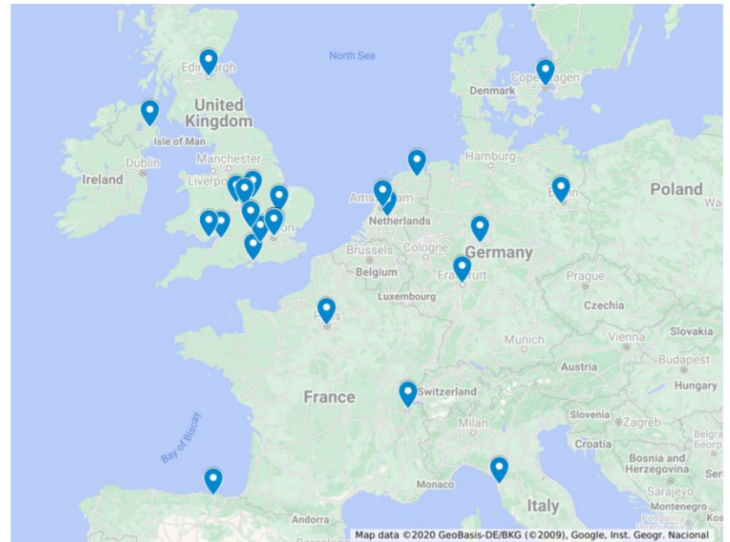 North Sea
Edinburgh
Copenhagen
Denmark
United
Kingdom
Isle of Man
Hamburg
Dublin
Manchester
Ireland
Poland
Netherlands
Brussels
Cologne
Germany
Belgium
Prague
Luxembourg
Czechia
Munich
Vienna
Slovakia
Budapest
Austria
France
Switzerland
Hungary
Slovenia
Zagreb
Milan
Croatia
Bay of Biscay
Bosnia and
Herzegovina
Monaco
Sarajevo
Italy
Montenegro
Andorra
Map data ©2020 GeoBasis-DE/BKG (©2009), Google, Inst. Geogr. Nacional